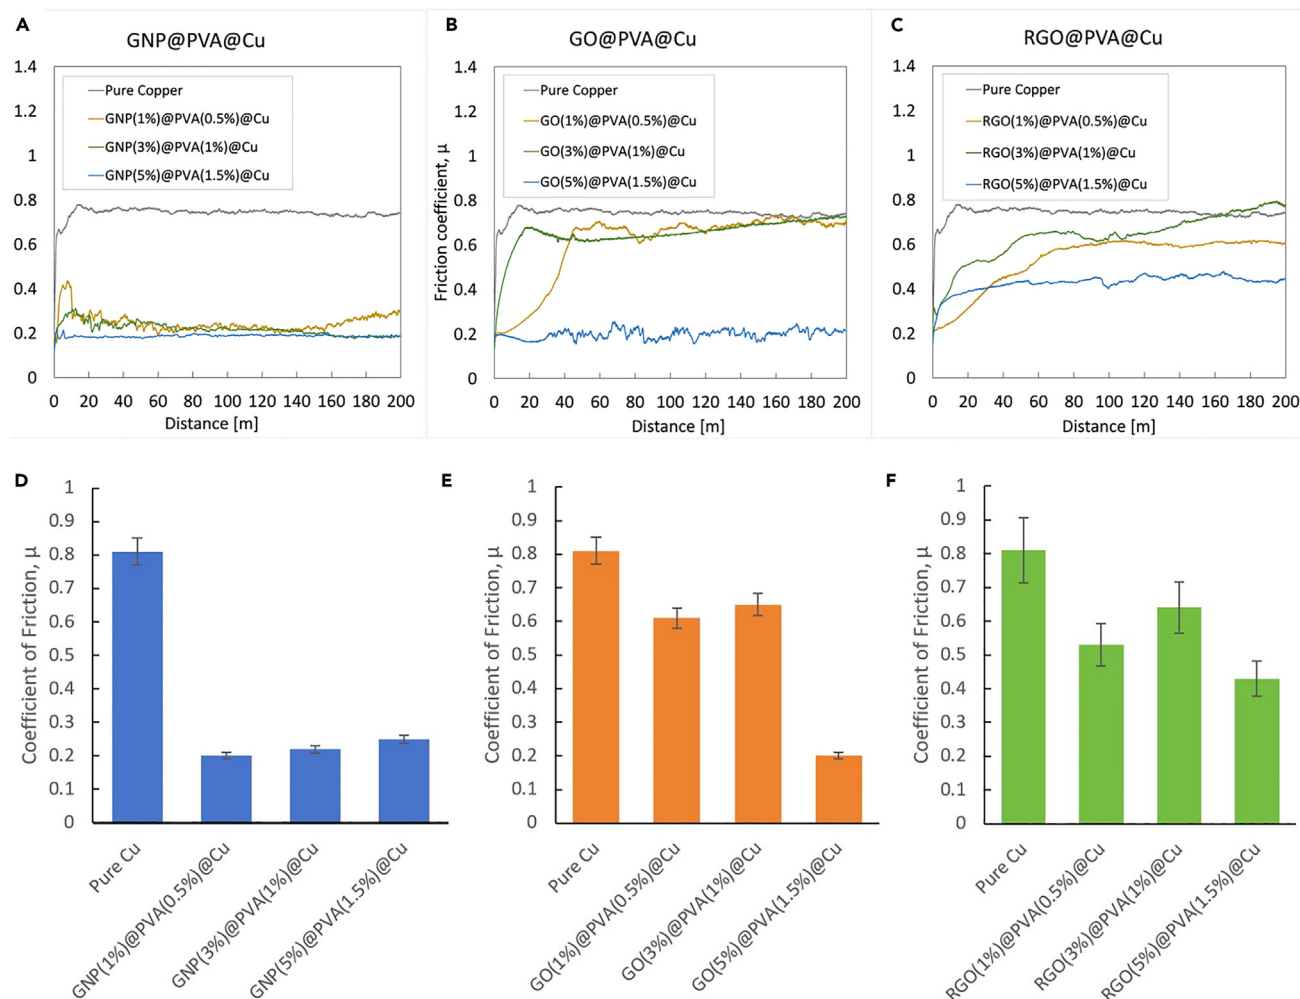 A
GNP@PVA@Cu
1.4
1.2
1
0.8
0.6
0.4
0.2
0
Pure Copper
GNP(1%)@PVA(0.5%)@Cu
GNP(3%)@PVA(1%)@Cu
GNP(5%)@PVA(1.5%)@Cu
0 20 40 60 80 100 120 140 160 180 200
Distance [m]
B
GO@PVA@Cu
Friction coefficient, μ
1.4
1.2
1
0.8
0.6
0.4
0.2
0
Pure Copper
GO(1%)@PVA(0.5%)@Cu
GO(3%)@PVA(1%)@Cu
GO(5%)@PVA(1.5%)@Cu
0 20 40 60 80 100 120 140 160 180 200
Distance [m]
C
RGO@PVA@Cu
1.4
1.2
1
0.8
0.6
0.4
0.2
0
Pure Copper
RGO(1%)@PVA(0.5%)@Cu
RGO(3%)@PVA(1%)@Cu
RGO(5%)@PVA(1.5%)@Cu
0 20 40 60 80 100 120 140 160 180 200
Distance [m]
D
Coefficient of Friction, μ
1
0.9
0.8
0.7
0.6
0.5
0.4
0.3
0.2
0.1
0
Pure Cu
GNP(1%)@PVA(0.5%)@Cu
GNP(3%)@PVA(1%)@Cu
GNP(5%)@PVA(1.5%)@Cu
E
Coefficient of Friction, μ
1
0.9
0.8
0.7
0.6
0.5
0.4
0.3
0.2
0.1
0
Pure Cu
GO(1%)@PVA(0.5%)@Cu
GO(3%)@PVA(1%)@Cu
GO(5%)@PVA(1.5%)@Cu
F
Coefficient of Friction, μ
1
0.9
0.8
0.7
0.6
0.5
0.4
0.3
0.2
0.1
0
Pure Cu
RGO(1%)@PVA(0.5%)@Cu
RGO(3%)@PVA(1%)@Cu
RGO(5%)@PVA(1.5%)@Cu